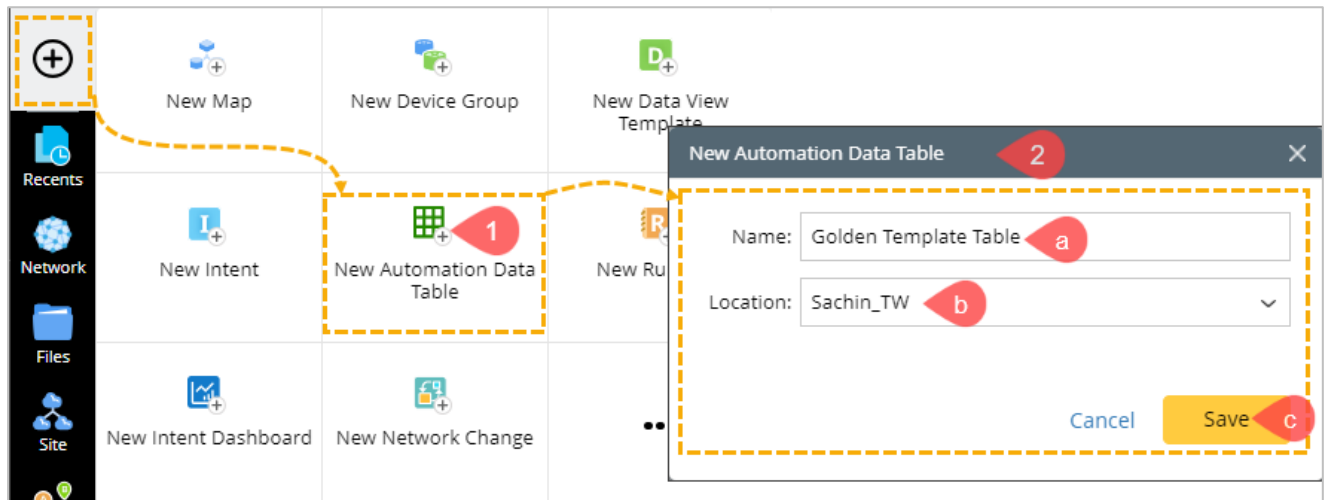 New Map
New Device Group
D
New Data View
Template
Recents
New Automation Data Table
2
Name:
Golden Template Table
a
Location:
Sachin_TW
b
Cancel
Save
c
Network
I
New Intent
1
New Automation Data
Table
R
New Ru
Files
Site
New Intent Dashboard
New Network Change